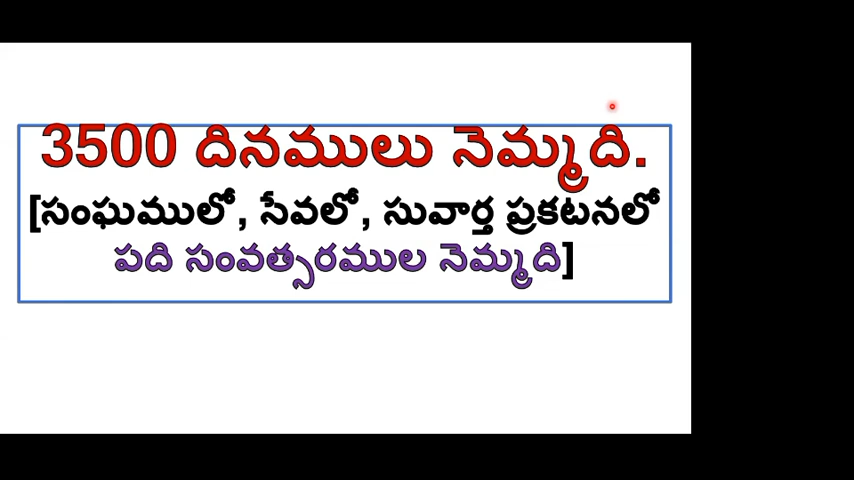 3500 దినములు నెమ్మది.
[సంఘములో, సేవలో, సువార్త ప్రకటనలో
పది సంవత్సరముల నెమ్మది]